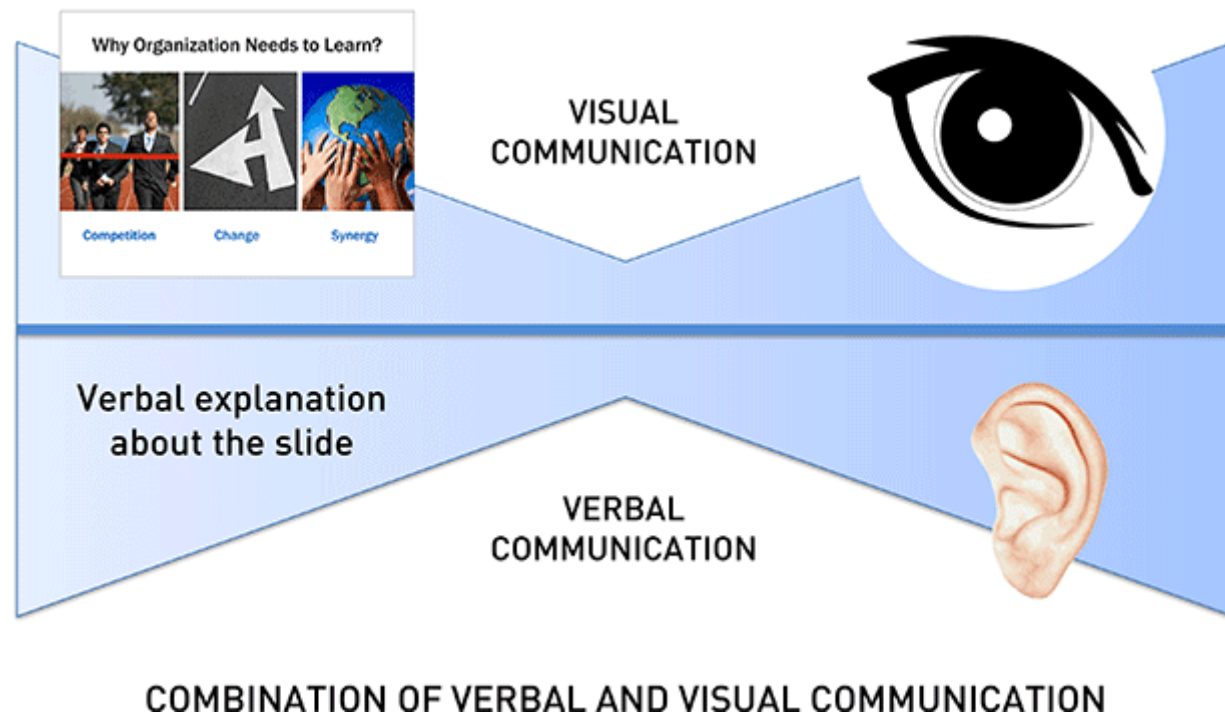 Why Organization Needs to Learn?
Competition
Change
Synergy
VISUAL
COMMUNICATION
Verbal explanation
about the slide
VERBAL
COMMUNICATION
COMBINATION OF VERBAL AND VISUAL COMMUNICATION